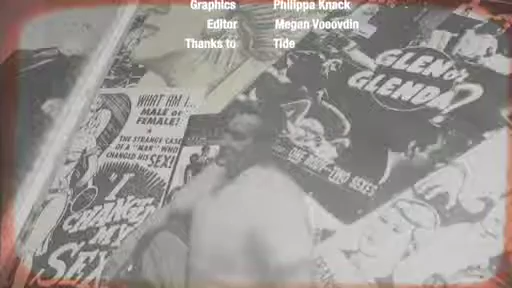 Graphics Philippa Knack
Editor Megan Vooovdin
Thanks to Tide
GLEN or
GLENDA?
WHAT AM I...
MALE or
FEMALE!
THE STRANGE CASE
OF A "MAN" WHO
CHANGED HIS SEX!
I
CHANGED
MY
SEX